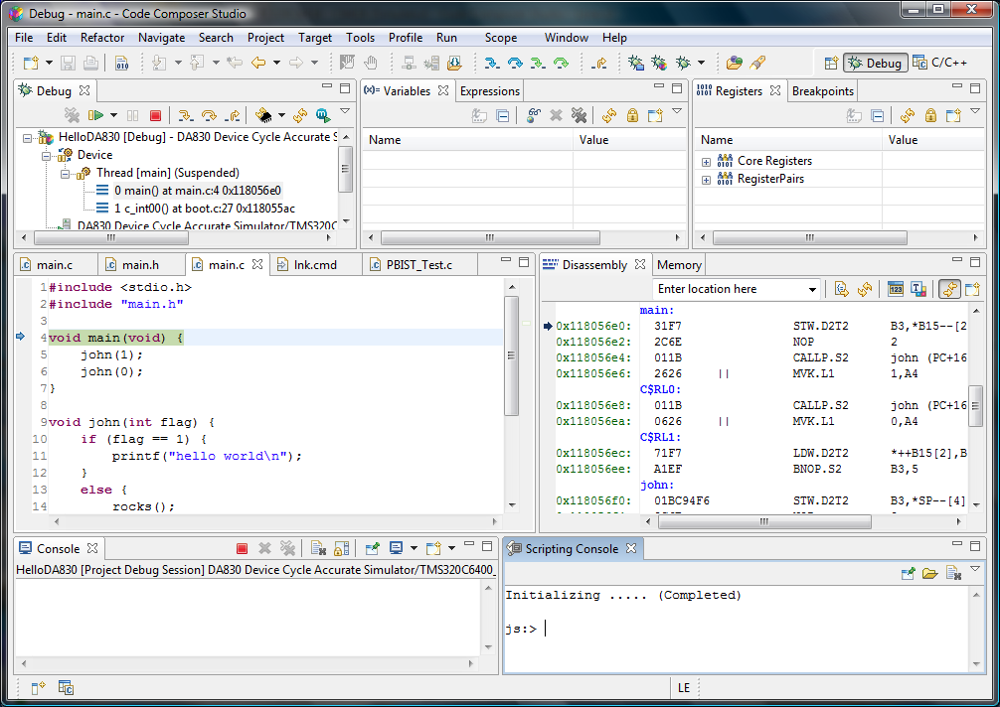 Debug - main.c - Code Composer Studio
File Edit Refactor Navigate Search Project Target Tools Profile Run Scope Window Help
Debug C/C++
Debug
HelloDA830 [Debug] - DA830 Device Cycle Accurate S
Device
Thread [main] (Suspended)
0 main() at main.c:4 0x118056e0
1 c_int00() at boot.c:27 0x118055ac
DA830 Device Cycle Accurate Simulator/TMS320C
(x)= Variables Expressions
Name Value
1010 0101 Registers Breakpoints
Name Value
Core Registers
RegisterPairs
main.c main.h main.c lnk.cmd PBIST_Test.c
1 #include <stdio.h>
2 #include "main.h"
3
4 void main(void) {
5 john(1);
6 john(0);
7 }
8
9 void john(int flag) {
10 if (flag == 1) {
11 printf("hello world\n");
12 }
13 else {
14 rocks();
Disassembly Memory
Enter location here
main:
0x118056e0: 31F7 STW.D2T2 B3,*B15--[2
0x118056e2: 2C6E NOP 2
0x118056e4: 011B CALLP.S2 john (PC+16
0x118056e6: 2626 || MVK.L1 1,A4
C$RL0:
0x118056e8: 011B CALLP.S2 john (PC+16
0x118056ea: 0626 || MVK.L1 0,A4
C$RL1:
0x118056ec: 71F7 LDW.D2T2 *++B15[2],B
0x118056ee: A1EF BNOP.S2 B3,5
john:
0x118056f0: 01BC94F6 STW.D2T2 B3,*SP--[4]
Console
HelloDA830 [Project Debug Session] DA830 Device Cycle Accurate Simulator/TMS320C6400_
Scripting Console
Initializing ..... (Completed)
js:>
LE